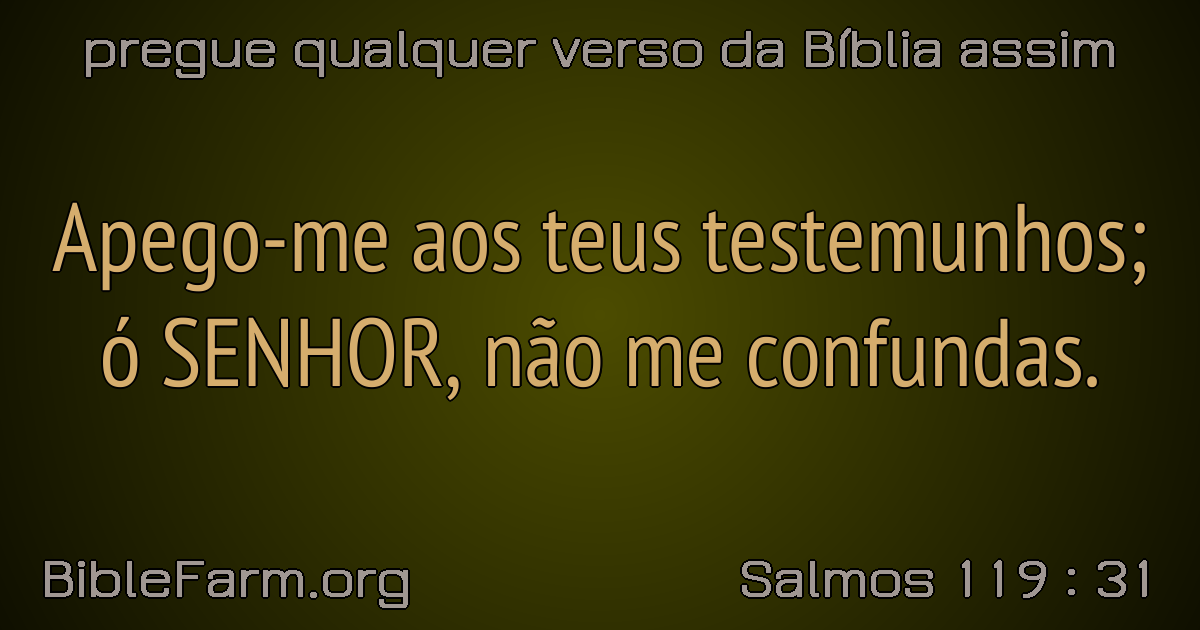 pregue qualquer verso da Bíblia assim
Apego-me aos teus testemunhos;
ó SENHOR, não me confundas.
BibleFarm.org
Salmos 119 : 31